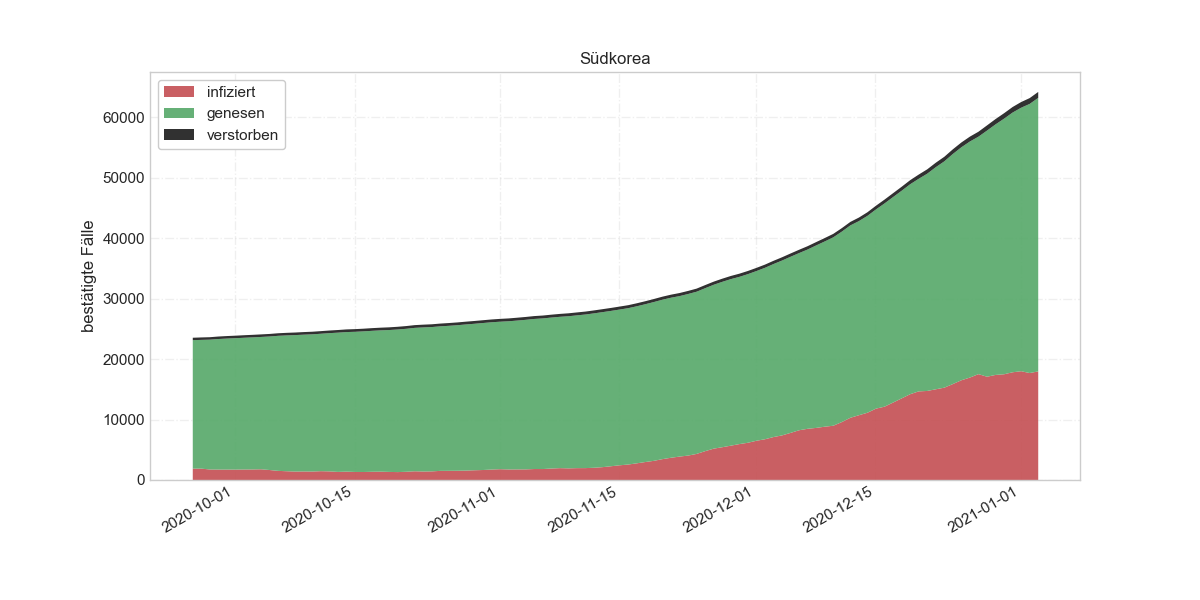 Südkorea
infiziert
genesen
verstorben
bestätigte Fälle
60000
50000
40000
30000
20000
10000
0
2020-10-01
2020-10-15
2020-11-01
2020-11-15
2020-12-01
2020-12-15
2021-01-01